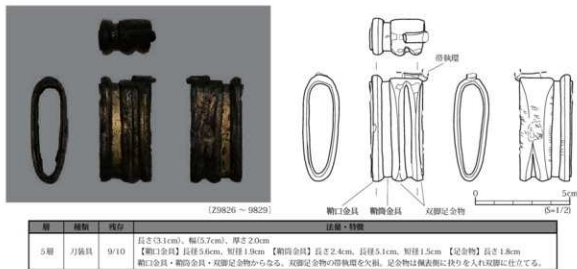 帯執環
[Z9826 ~ 9829]
鞘口金具 鞘筒金具 双脚足金物
0 5cm
(S=1/2)
層 種類 残存 法量・特徴
5層 刀装具 9/10 長さ(3.1cm)、幅(5.7cm)、厚さ2.0cm
【鞘口金具】長径5.6cm、短径1.9cm 【鞘筒金具】長さ2.4cm、長径5.1cm、短径1.5cm 【足金物】長さ1.8cm
鞘口金具・鞘筒金具・双脚足金物からなる。双脚足金物の帯執環を欠損。足金物は佩表側に抉りを入れ双脚に仕立てる。